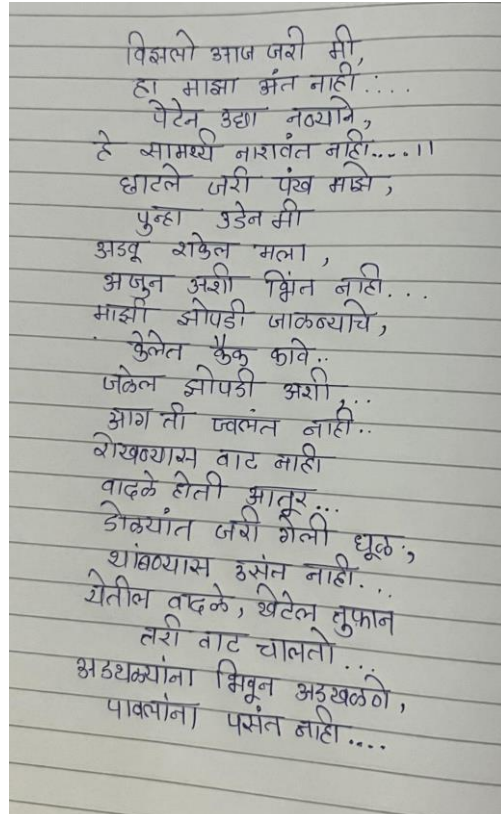 विझलो आज जरी मी,
हा माझा अंत नाही....
पेटेन उद्या नव्याने,
हे सामर्थ्य नाशवंत नाही....।।
छाटले जरी पंख माझे,
पुन्हा उडेन मी
अडवू शकेल मला,
अजुन अशी भिंत नाही...
माझी झोपडी जाळन्याचे,
केलेत कैक कावे..
जळेल झोपडी अशी,...
आग ती ज्वलंत नाही..
रोखण्यास वाट नाही
वादळे होती आतूर...
डोळ्यांत जरी गेली धूळ,
थांबण्यास उसंत नाही...
येतील वादळे, खेटेल तुफान
तरी वाट चालतो...
अडथळ्यांना भिवून अडखळणे,
पावलांना पसंत नाही....